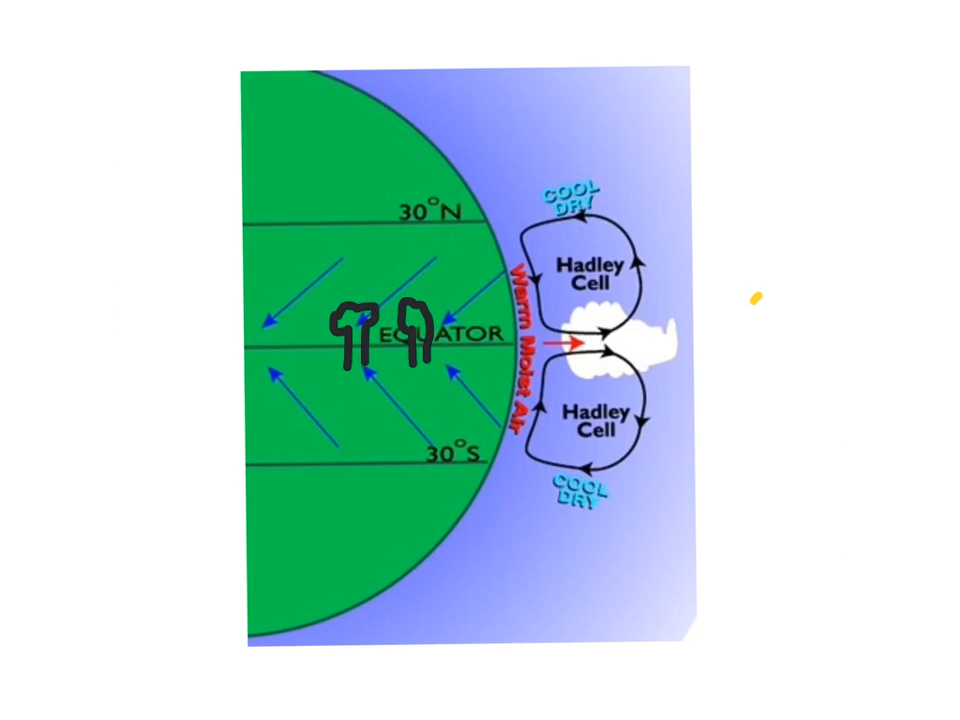 COOL
DRY
30°N
Hadley
Cell
Warm Moist Air
EQUATOR
Hadley
Cell
30°S
COOL
DRY